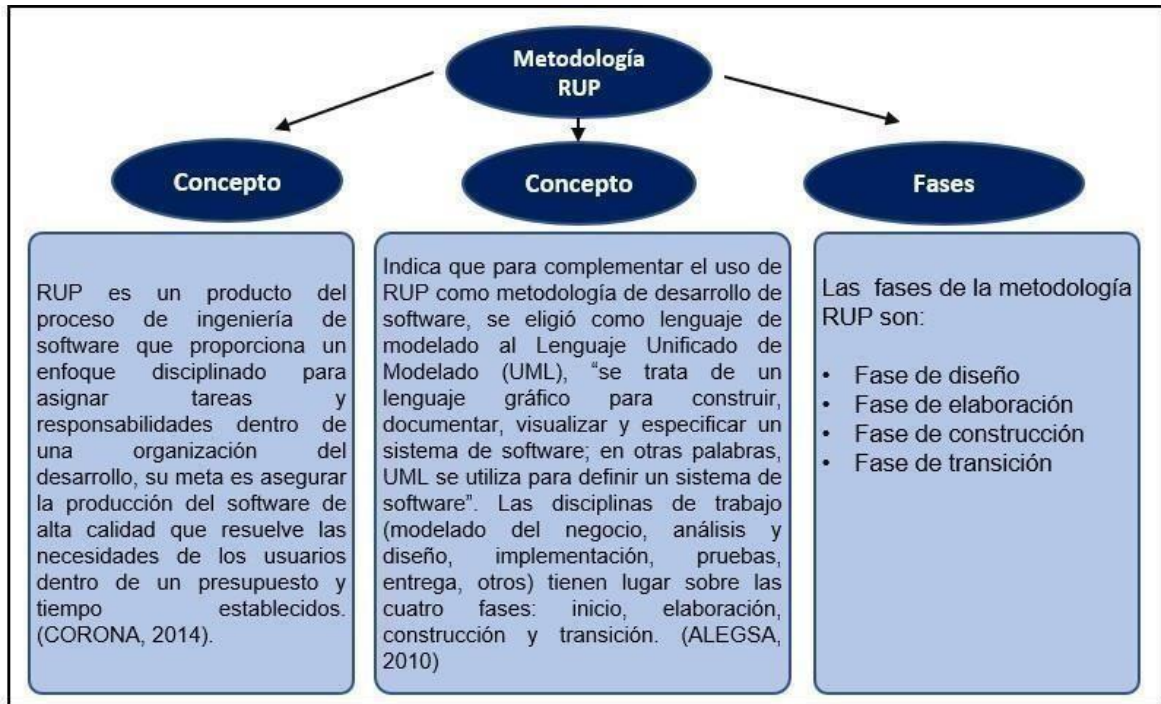 Metodología
RUP
Concepto
Concepto
Fases
RUP es un producto del
proceso de ingeniería de
software que proporciona un
enfoque disciplinado para
asignar tareas y
responsabilidades dentro de
una organización del
desarrollo, su meta es asegurar
la producción del software de
alta calidad que resuelve las
necesidades de los usuarios
dentro de un presupuesto y
tiempo establecidos.
(CORONA, 2014).
Indica que para complementar el uso de
RUP como metodología de desarrollo de
software, se eligió como lenguaje de
modelado al Lenguaje Unificado de
Modelado (UML), “se trata de un
lenguaje gráfico para construir,
documentar, visualizar y especificar un
sistema de software; en otras palabras,
UML se utiliza para definir un sistema de
software”. Las disciplinas de trabajo
(modelado del negocio, análisis y
diseño, implementación, pruebas,
entrega, otros) tienen lugar sobre las
cuatro fases: inicio, elaboración,
construcción y transición. (ALEGSA,
2010)
Las fases de la metodología
RUP son:
• Fase de diseño
• Fase de elaboración
• Fase de construcción
• Fase de transición